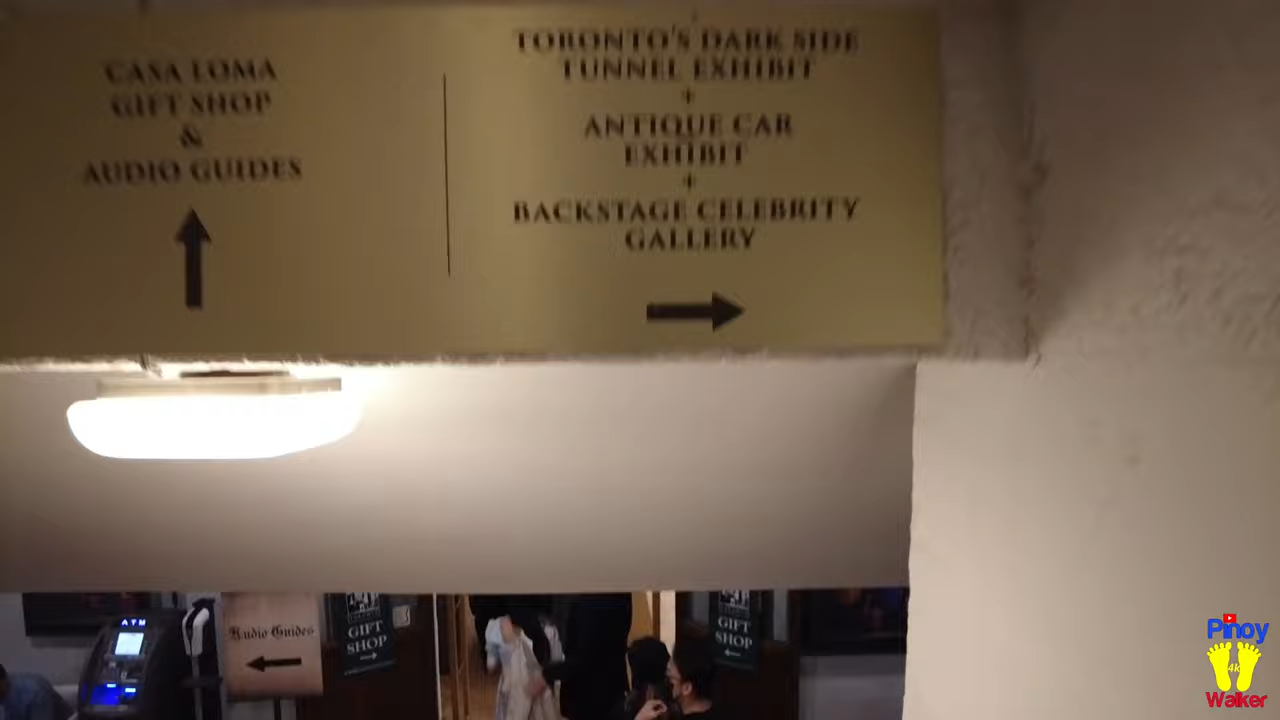 CASA LOMA
GIFT SHOP
&
AUDIO GUIDES
TORONTO'S DARK SIDE
TUNNEL EXHIBIT
+
ANTIQUE CAR
EXHIBIT
+
BACKSTAGE CELEBRITY
GALLERY
ATM
Audio Guides
GIFT
SHOP
GIFT
SHOP
Pinoy
4K
Walker